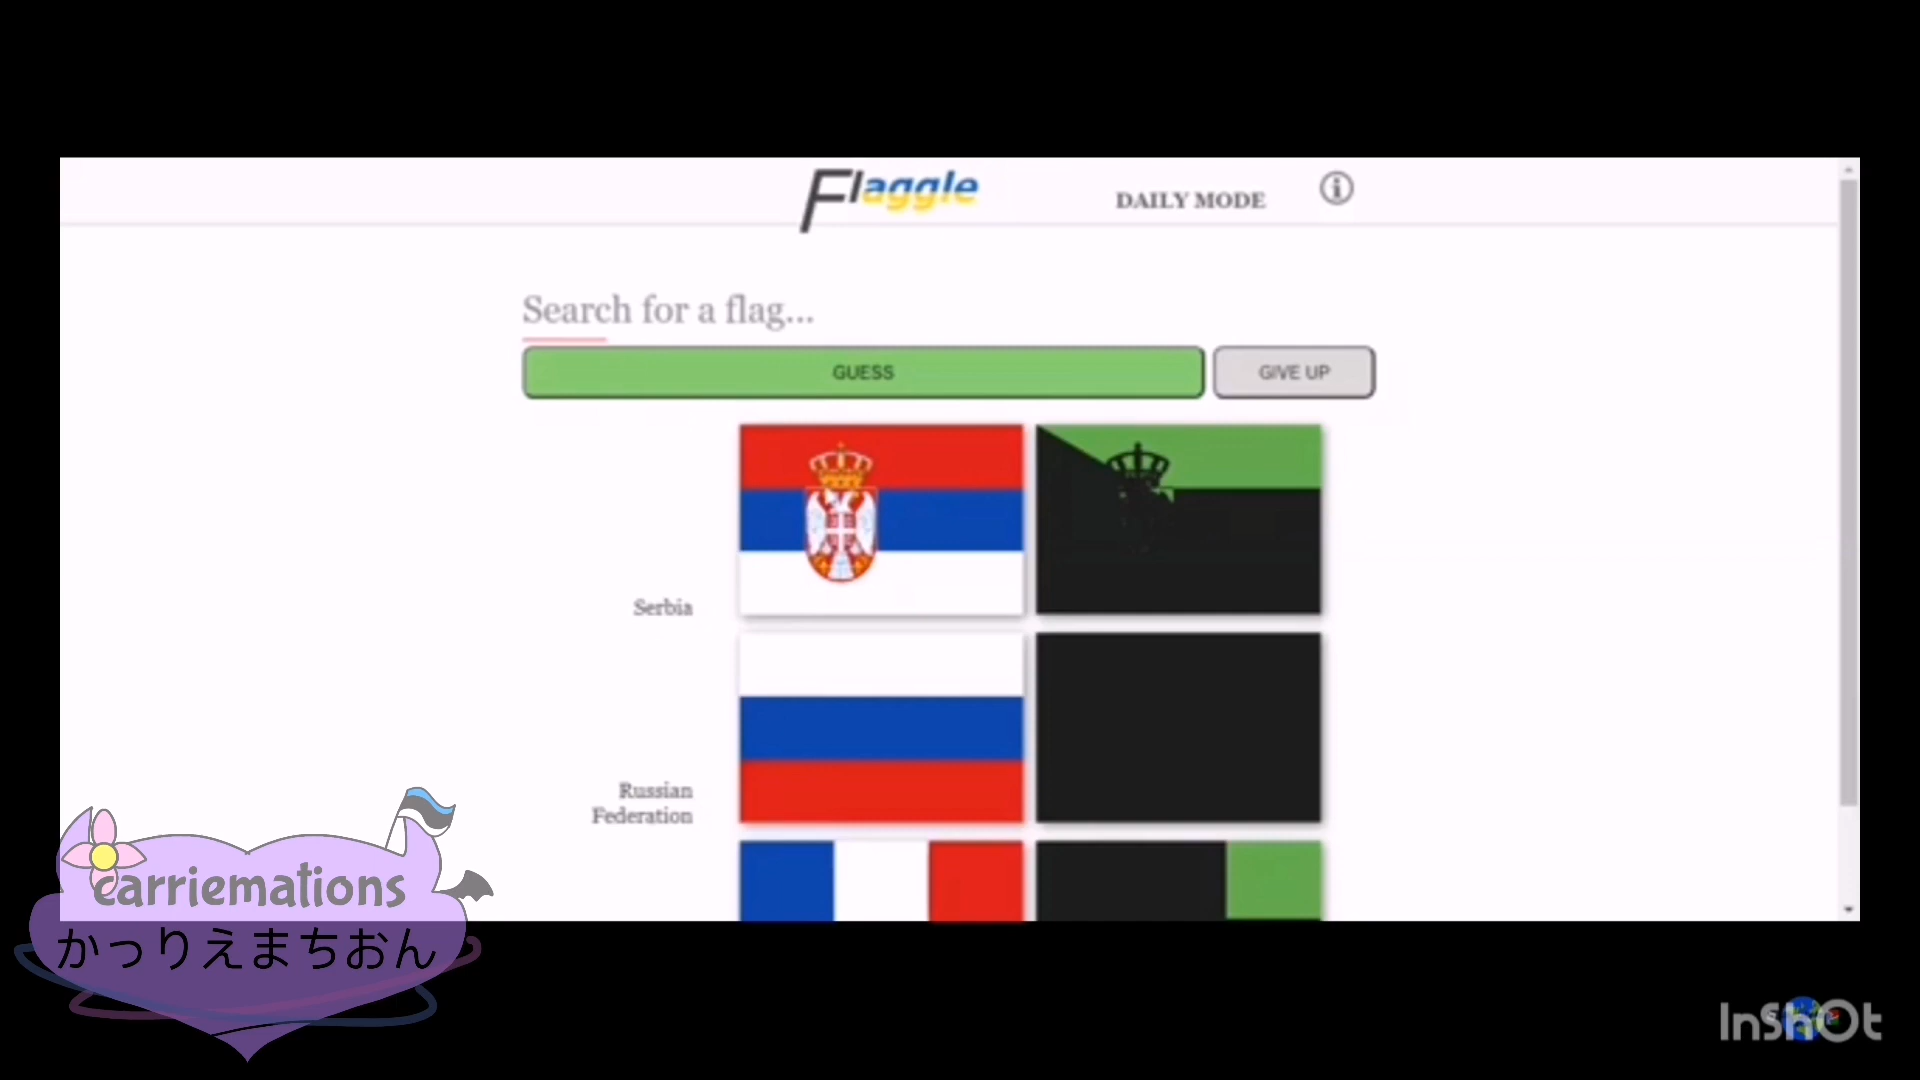 Flaggle
DAILY MODE
Search for a flag...
GUESS
GIVE UP
Serbia
Russian
Federation
carriemations
かっりえまちおん
InShOt